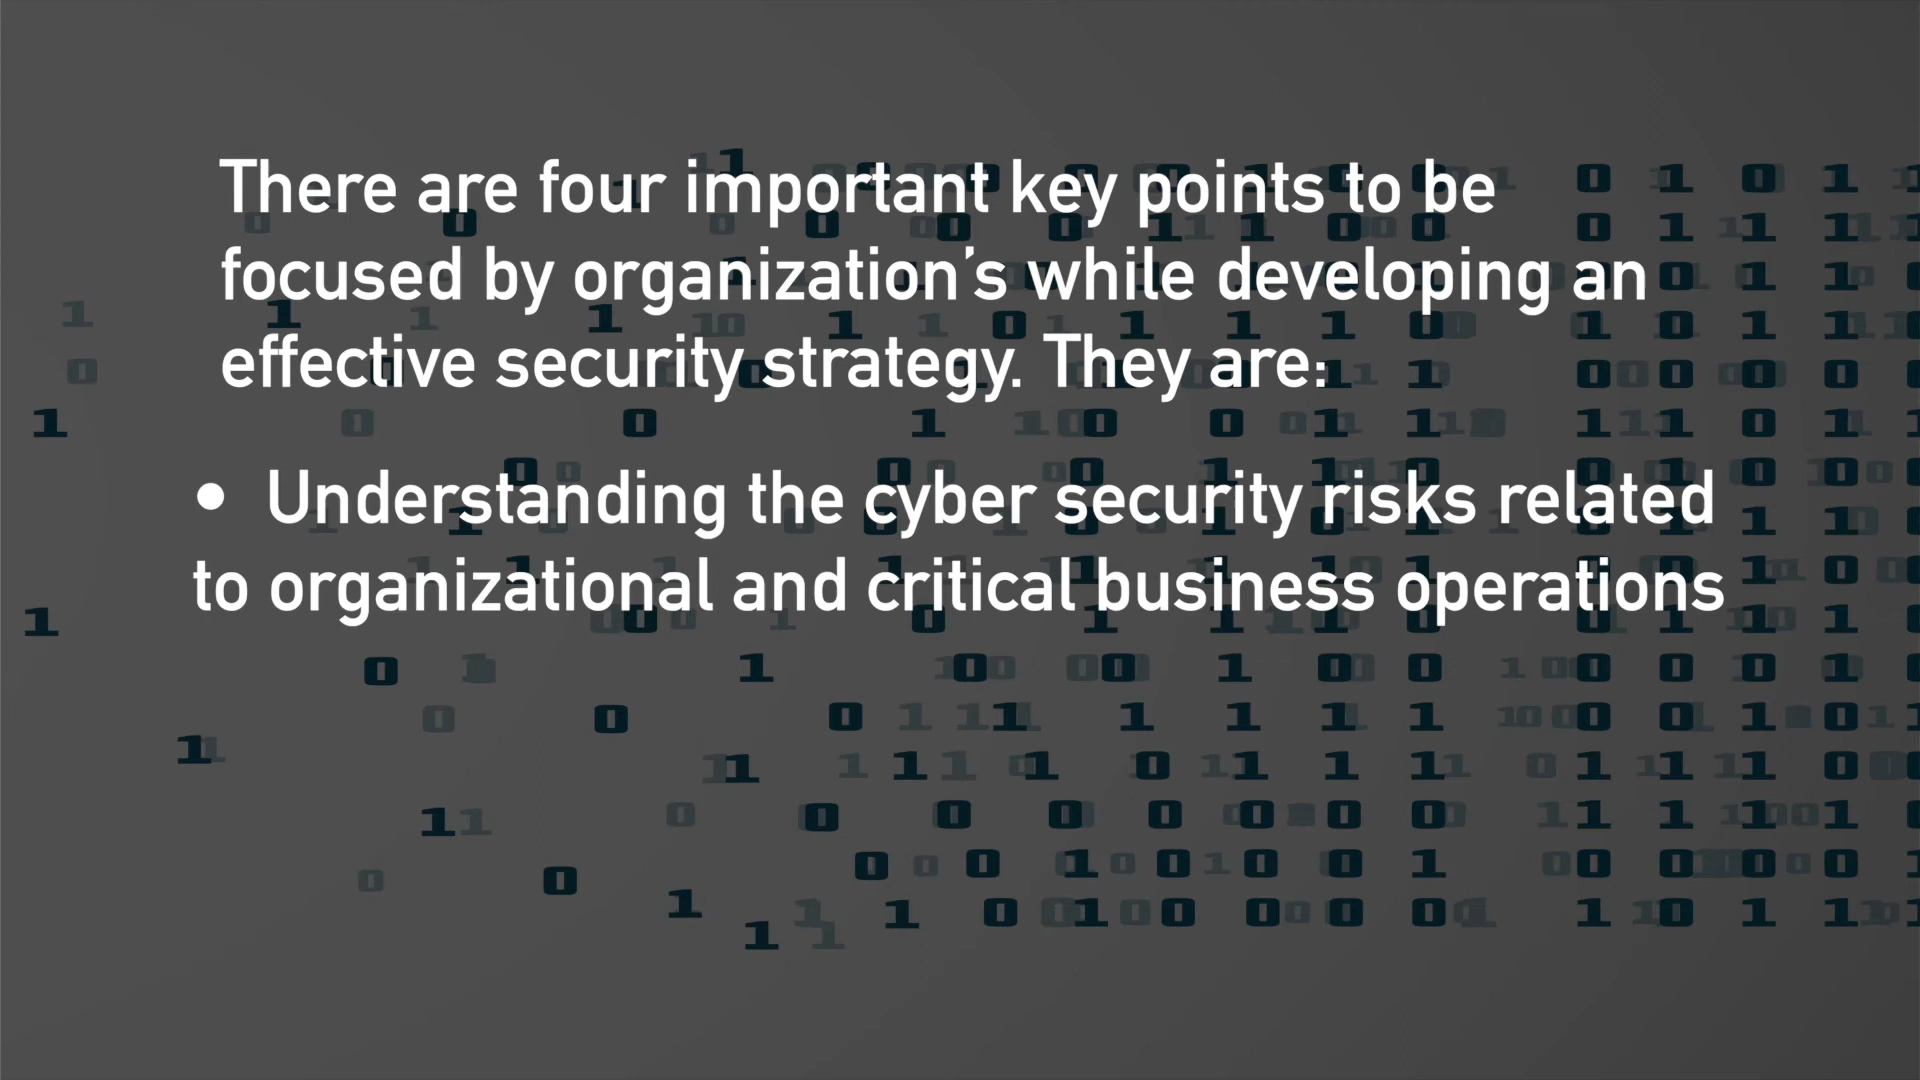 There are four important key points to be
focused by organization’s while developing an
effective security strategy. They are:
• Understanding the cyber security risks related
to organizational and critical business operations